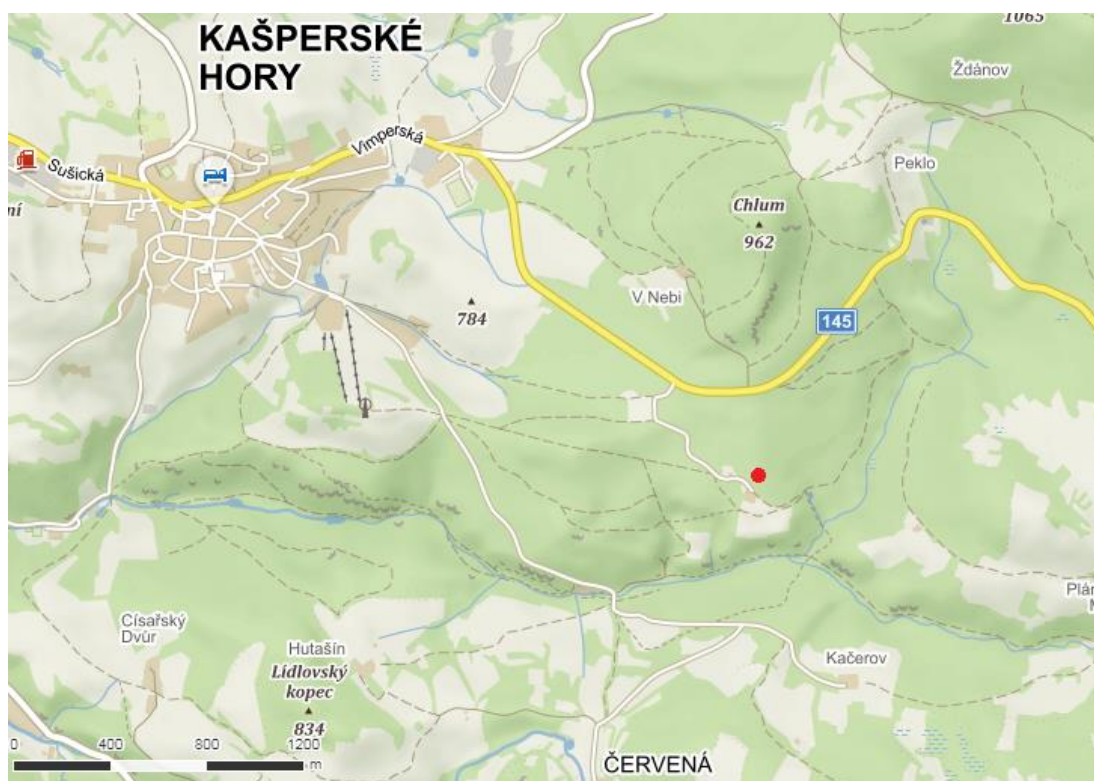 KAŠPERSKÉ
HORY
1065
Ždánov
Vimperská
Sušická
Peklo
ní
Chlum
962
V Nebi
784
145
Plán
M
Císařský
Dvůr
Hutašín
Lídlovský
kopec
834
Kačerov
0 400 800 1200
m
ČERVENÁ